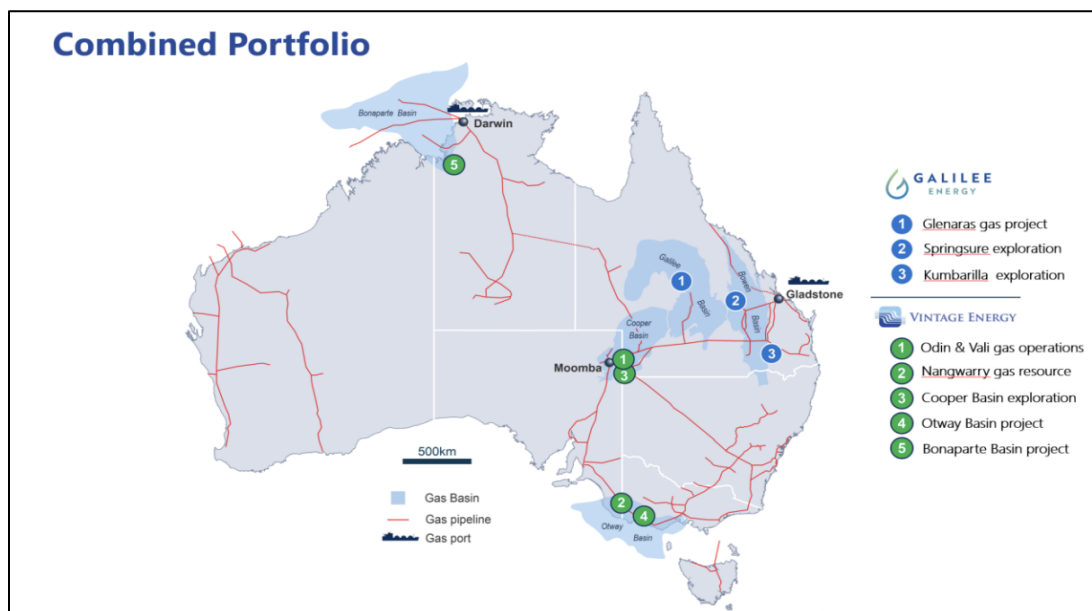 Combined Portfolio
Bonaparte Basin
Darwin
5
GALILEE
ENERGY
1 Glenaras gas project
2 Springsure exploration
3 Kumbarilla exploration
Galilee
Basin
1
Bowen
Basin
2
Gladstone
3
VINTAGE ENERGY
1 Odin & Vali gas operations
2 Nangwarry gas resource
3 Cooper Basin exploration
4 Otway Basin project
5 Bonaparte Basin project
Cooper
Basin
Moomba
1
3
500km
Gas Basin
Gas pipeline
Gas port
2
4
Otway
Basin